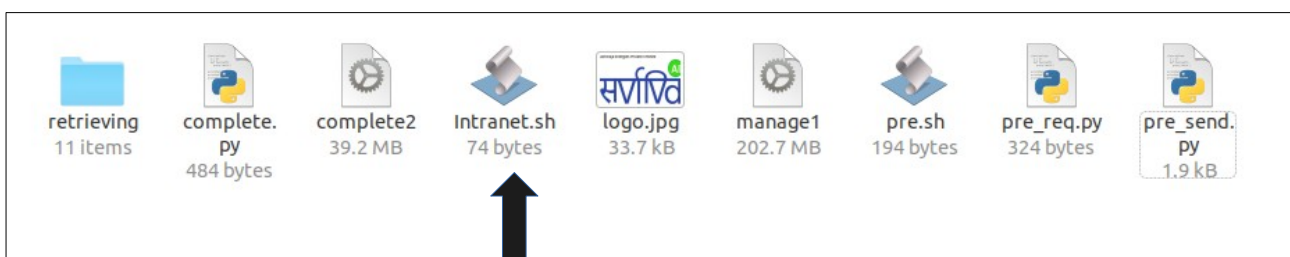 retrieving
11 items
complete.
py
484 bytes
complete2
39.2 MB
Intranet.sh
74 bytes
logo.jpg
33.7 kB
manage1
202.7 MB
pre.sh
194 bytes
pre_req.py
324 bytes
pre_send.
py
1.9 kB